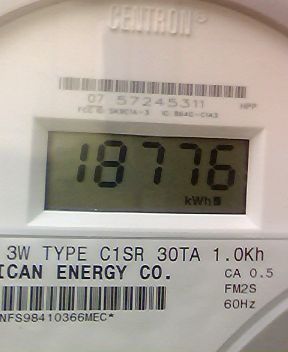 CENTRON
07 57245311 HPP
18776
kWh
3W TYPE C1SR 30TA 1.0Kh
ICAN ENERGY CO.
CA 0.5
FM2S
60Hz
NFS98410366MEC*